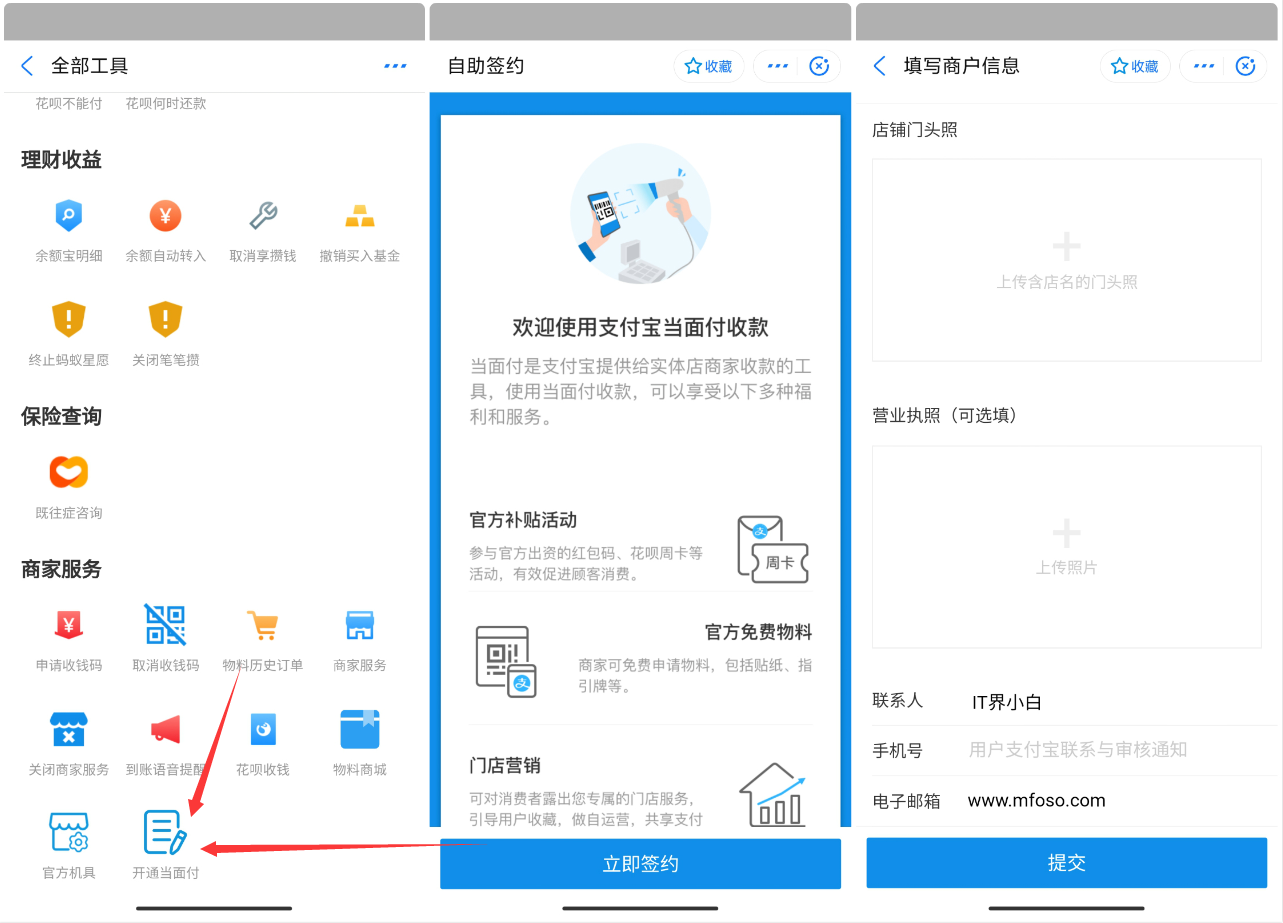 全部工具
花呗不能付 花呗何时还款
理财收益
余额宝明细 余额自动转入 取消享攒钱 撤销买入基金
终止蚂蚁星愿 关闭笔笔攒
保险查询
既往症咨询
商家服务
申请收钱码 取消收钱码 物料历史订单 商家服务
关闭商家服务 到账语音提醒 花呗收钱 物料商城
官方机具 开通当面付
自助签约 收藏
欢迎使用支付宝当面付收款
当面付是支付宝提供给实体店商家收款的工
具，使用当面付收款，可以享受以下多种福
利和服务。
官方补贴活动
参与官方出资的红包码、花呗周卡等
活动，有效促进顾客消费。
支
周卡
官方免费物料
商家可免费申请物料，包括贴纸、指
引牌等。
支
门店营销
可对消费者露出您专属的门店服务，
引导用户收藏，做自运营，共享支付
立即签约
填写商户信息 收藏
店铺门头照
上传含店名的门头照
营业执照（可选填）
上传照片
联系人 IT界小白
手机号 用户支付宝联系与审核通知
电子邮箱 www.mfoso.com
提交